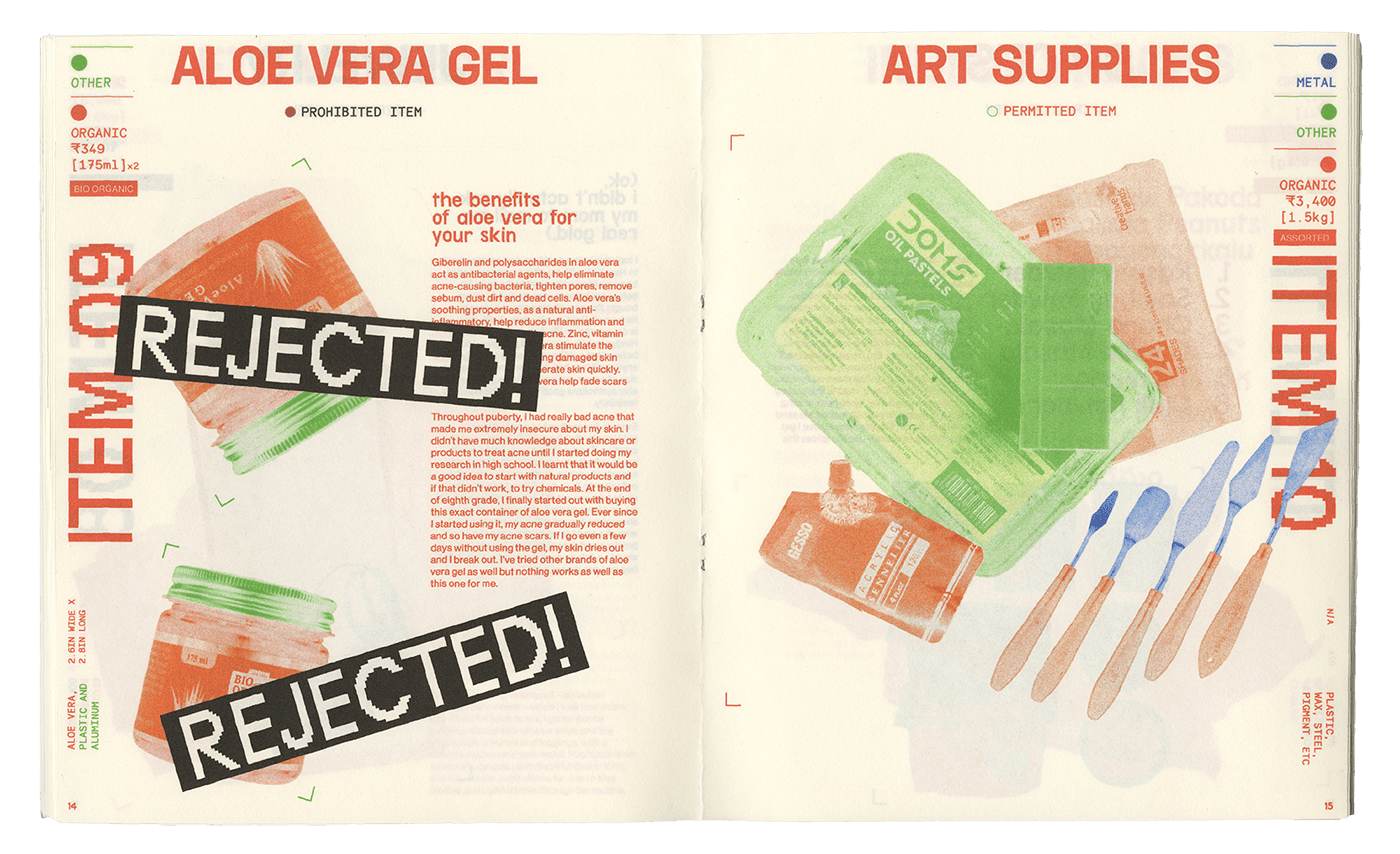 ALOE VERA GEL
PROHIBITED ITEM
OTHER
ORGANIC
₹349
[175ml]x2
BIO ORGANIC
ITEM 09
the benefits
of aloe vera for
your skin
Giberelin and polysaccharides in aloe vera
act as antibacterial agents, help eliminate
acne-causing bacteria, tighten pores, remove
sebum, dust dirt and dead cells. Aloe vera's
soothing properties, as a natural anti-
inflammatory, help reduce inflammation and
acne. Zinc, vitamin
stimulate the
damaged skin
skin quickly.
vera help fade scars
REJECTED!
Throughout puberty, I had really bad acne that
made me extremely insecure about my skin. I
didn't have much knowledge about skincare or
products to treat acne until I started doing my
research in high school. I learnt that it would be
a good idea to start with natural products and
if that didn't work, to try chemicals. At the end
of eighth grade, I finally started out with buying
this exact container of aloe vera gel. Ever since
I started using it, my acne gradually reduced
and so have my acne scars. If I go even a few
days without using the gel, my skin dries out
and I break out. I've tried other brands of aloe
vera gel as well but nothing works as well as
this one for me.
375 ml
BIO-
REJECTED!
2.6IN WIDE X
2.8IN LONG
ALOE VERA,
PLASTIC AND
ALUMINUM
14
ART SUPPLIES
PERMITTED ITEM
METAL
OTHER
ORGANIC
₹3,400
[1.5kg]
ASSORTED
ITEM 10
DOMS
OIL PASTELS
creative
hands
24
SHADES
GESSO
ACRYLIC
SENNELIER
N/A
PLASTIC,
WAX, STEEL,
PIGMENT, ETC
15